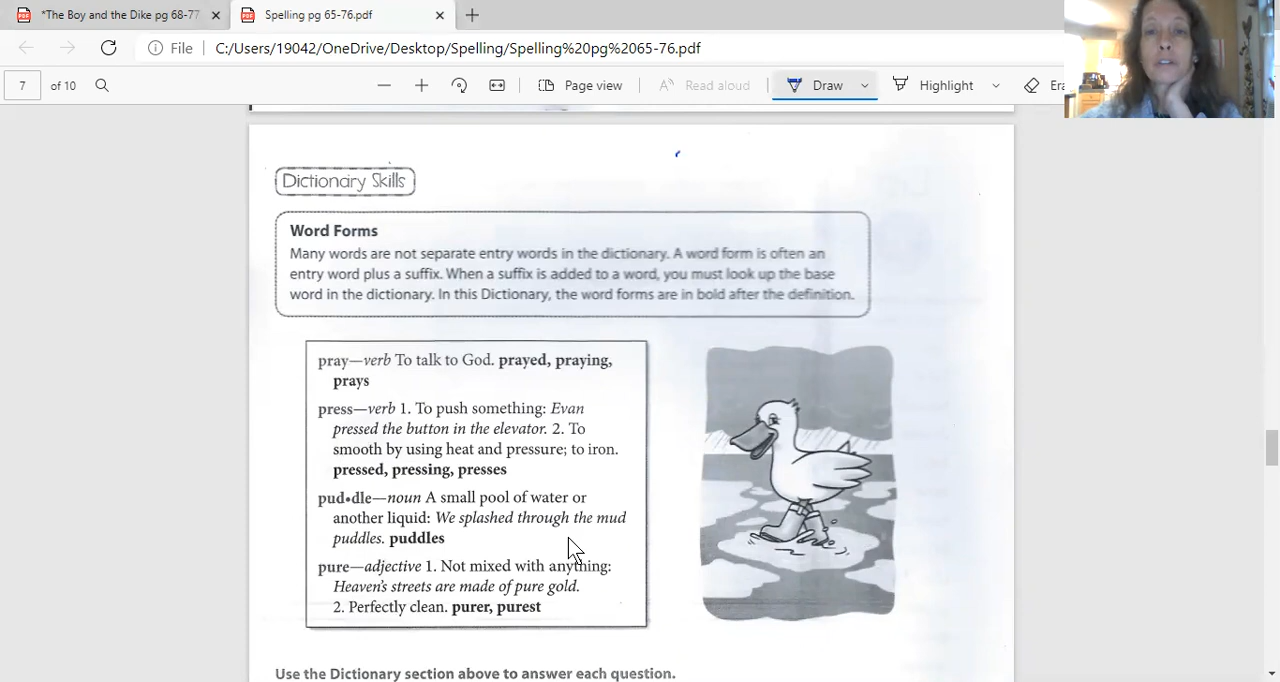 *The Boy and the Dike pg 68-77
Spelling pg 65-76.pdf
File
C:/Users/19042/OneDrive/Desktop/Spelling/Spelling%20pg%2065-76.pdf
7 of 10
Page view
Read aloud
Draw
Highlight
Dictionary Skills
Word Forms
Many words are not separate entry words in the dictionary. A word form is often an
entry word plus a suffix. When a suffix is added to a word, you must look up the base
word in the dictionary. In this Dictionary, the word forms are in bold after the definition.
pray—verb To talk to God. prayed, praying,
prays
press—verb 1. To push something: Evan
pressed the button in the elevator. 2. To
smooth by using heat and pressure; to iron.
pressed, pressing, presses
pud•dle—noun A small pool of water or
another liquid: We splashed through the mud
puddles. puddles
pure—adjective 1. Not mixed with anything:
Heaven's streets are made of pure gold.
2. Perfectly clean. purer, purest
Use the Dictionary section above to answer each question.